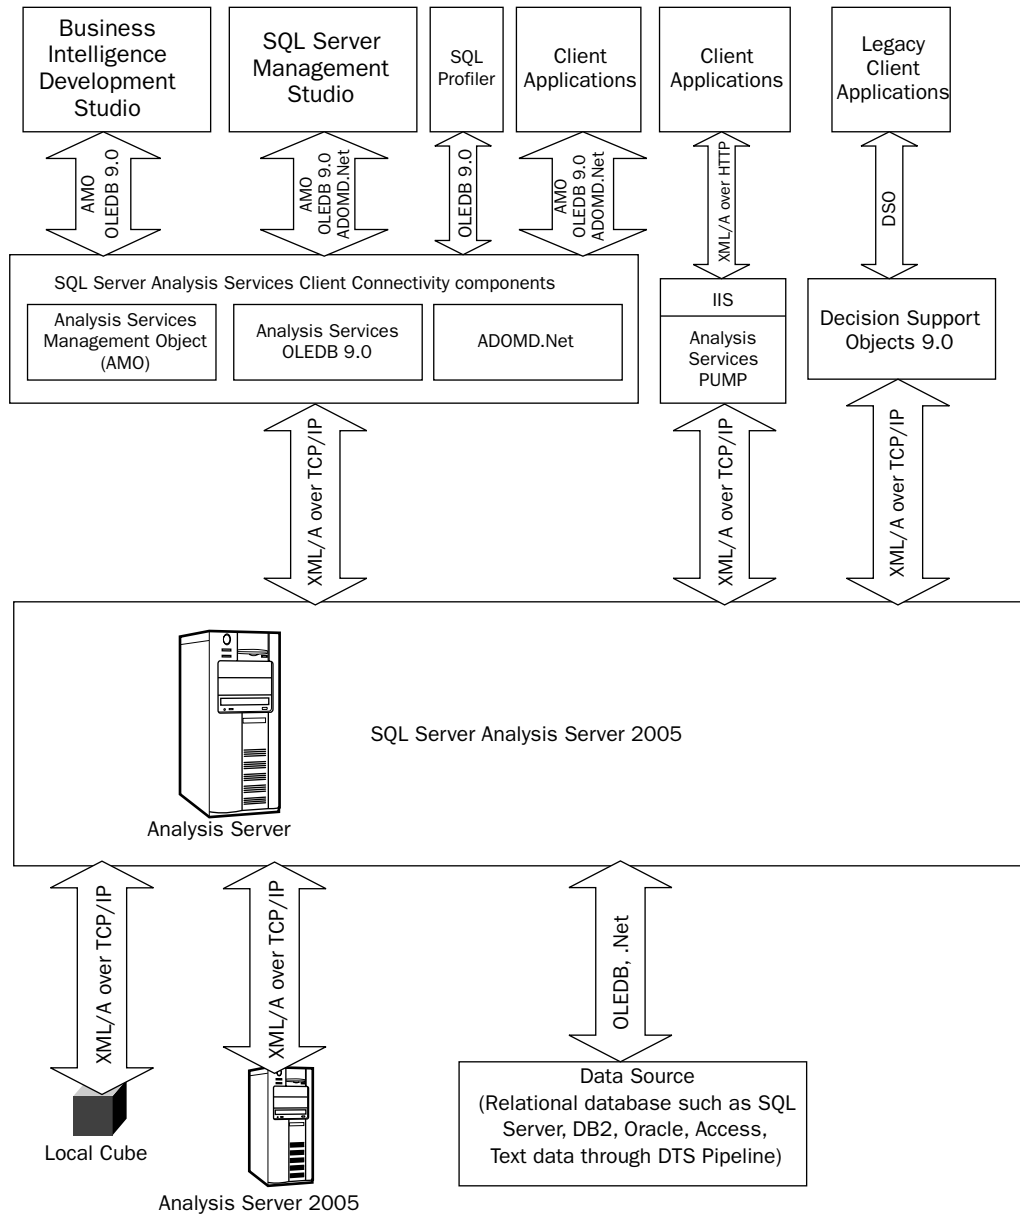 Business
Intelligence
Development
Studio
SQL Server
Management
Studio
SQL
Profiler
Client
Applications
Client
Applications
Legacy
Client
Applications
AMO
OLEDB 9.0
AMO
OLEDB 9.0
ADOMD.Net
OLEDB 9.0
AMO
OLEDB 9.0
ADOMD.Net
XML/A over HTTP
DSO
SQL Server Analysis Services Client Connectivity components
Analysis Services
Management Object
(AMO)
Analysis Services
OLEDB 9.0
ADOMD.Net
IIS
Analysis
Services
PUMP
Decision Support
Objects 9.0
XML/A over TCP/IP
XML/A over TCP/IP
XML/A over TCP/IP
SQL Server Analysis Server 2005
Analysis Server
XML/A over TCP/IP
XML/A over TCP/IP
OLEDB, .Net
Local Cube
Analysis Server 2005
Data Source
(Relational database such as SQL
Server, DB2, Oracle, Access,
Text data through DTS Pipeline)